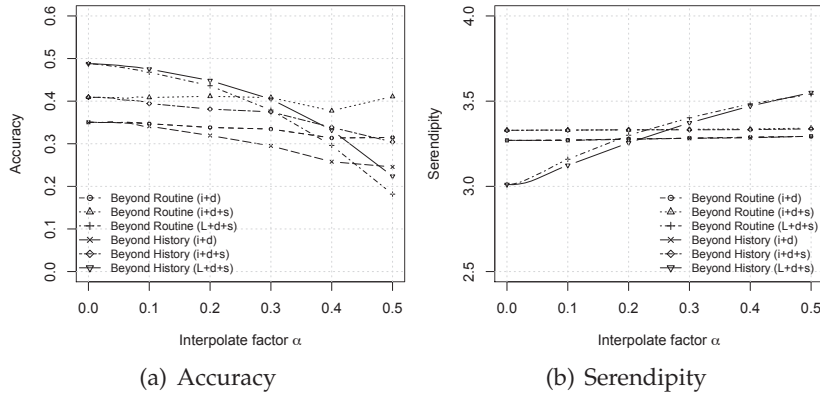 0.6
0.5
0.4
0.3
0.2
0.1
0.0
Accuracy
Beyond Routine (i+d)
Beyond Routine (i+d+s)
Beyond Routine (L+d+s)
Beyond History (i+d)
Beyond History (i+d+s)
Beyond History (L+d+s)
0.0 0.1 0.2 0.3 0.4 0.5
Interpolate factor α
(a) Accuracy
4.0
3.5
3.0
2.5
Serendipity
Beyond Routine (i+d)
Beyond Routine (i+d+s)
Beyond Routine (L+d+s)
Beyond History (i+d)
Beyond History (i+d+s)
Beyond History (L+d+s)
0.0 0.1 0.2 0.3 0.4 0.5
Interpolate factor α
(b) Serendipity